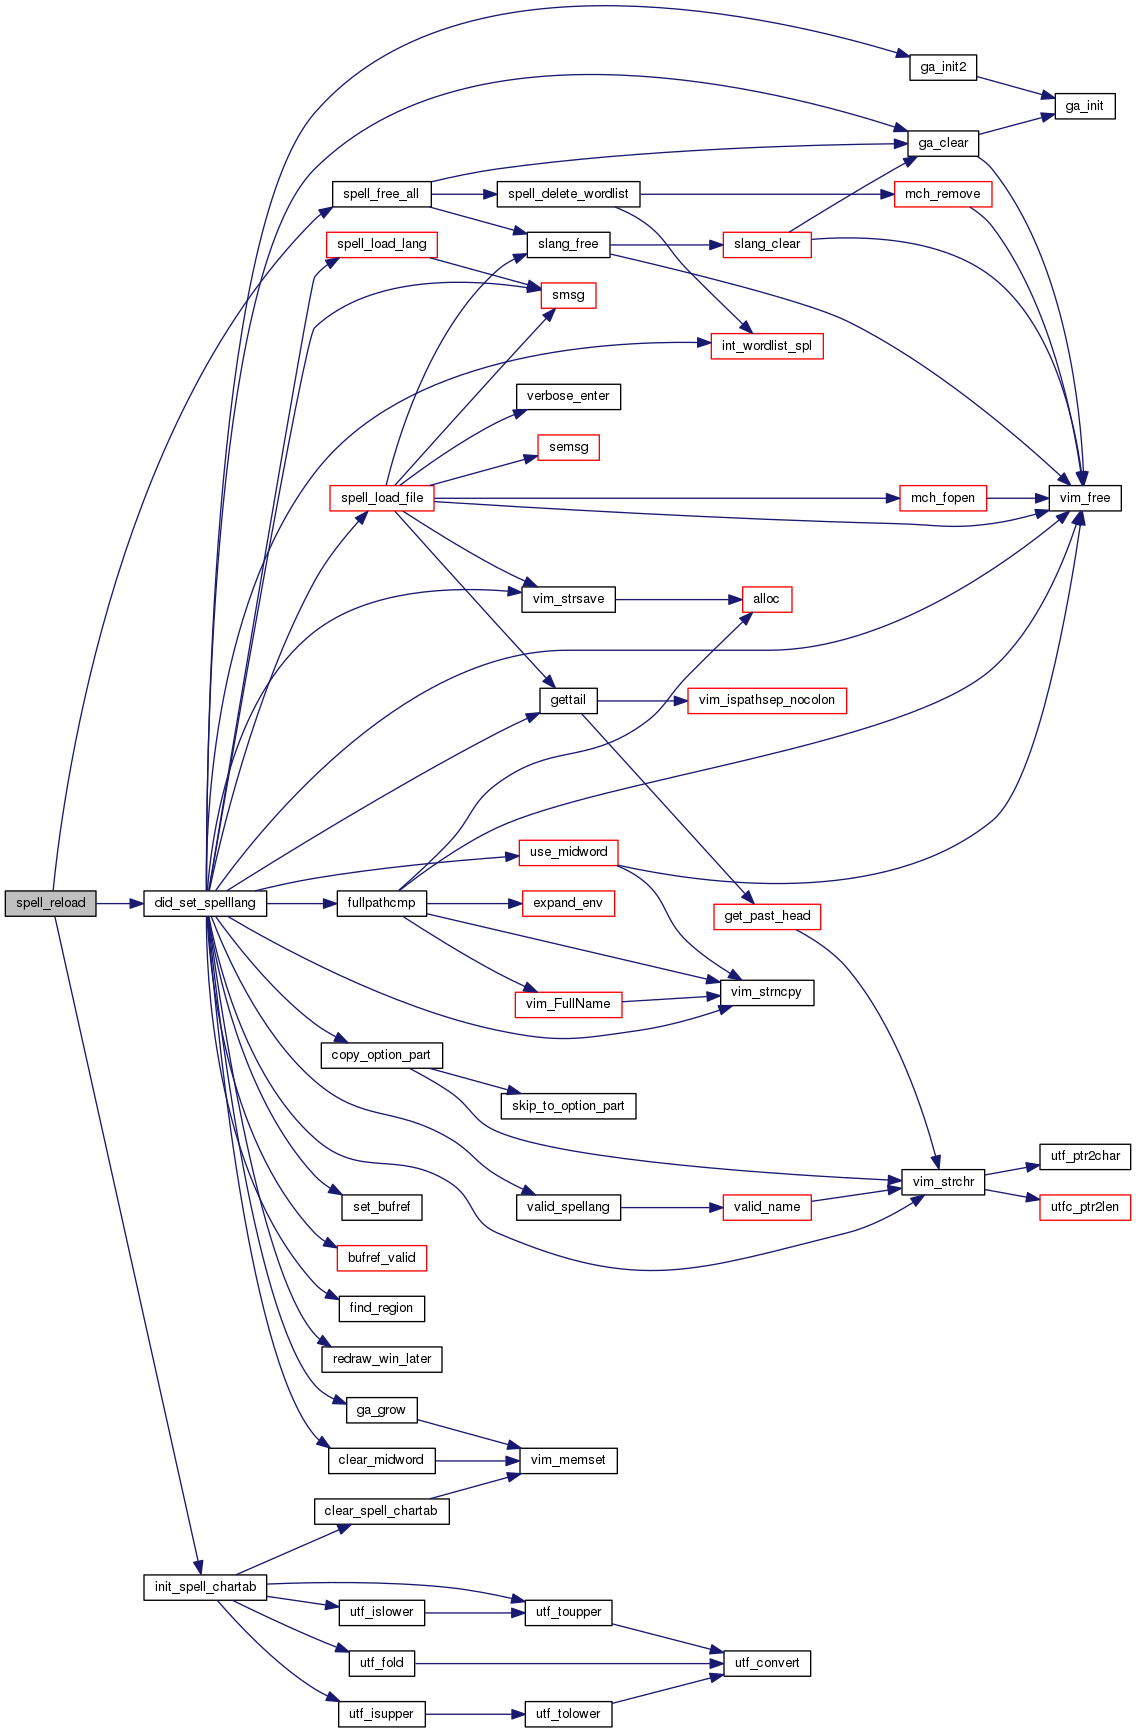 ga_init2
ga_init
ga_clear
spell_free_all
spell_delete_wordlist
mch_remove
spell_load_lang
slang_free
slang_clear
smsg
int_wordlist_spl
verbose_enter
semsg
spell_load_file
mch_fopen
vim_free
vim_strsave
alloc
gettail
vim_ispathsep_nocolon
use_midword
spell_reload
did_set_spelllang
fullpathcmp
expand_env
get_past_head
vim_FullName
vim_strncpy
copy_option_part
skip_to_option_part
utf_ptr2char
vim_strchr
set_bufref
valid_spellang
valid_name
utfc_ptr2len
bufref_valid
find_region
redraw_win_later
ga_grow
clear_midword
vim_memset
clear_spell_chartab
init_spell_chartab
utf_islower
utf_toupper
utf_fold
utf_convert
utf_isupper
utf_tolower